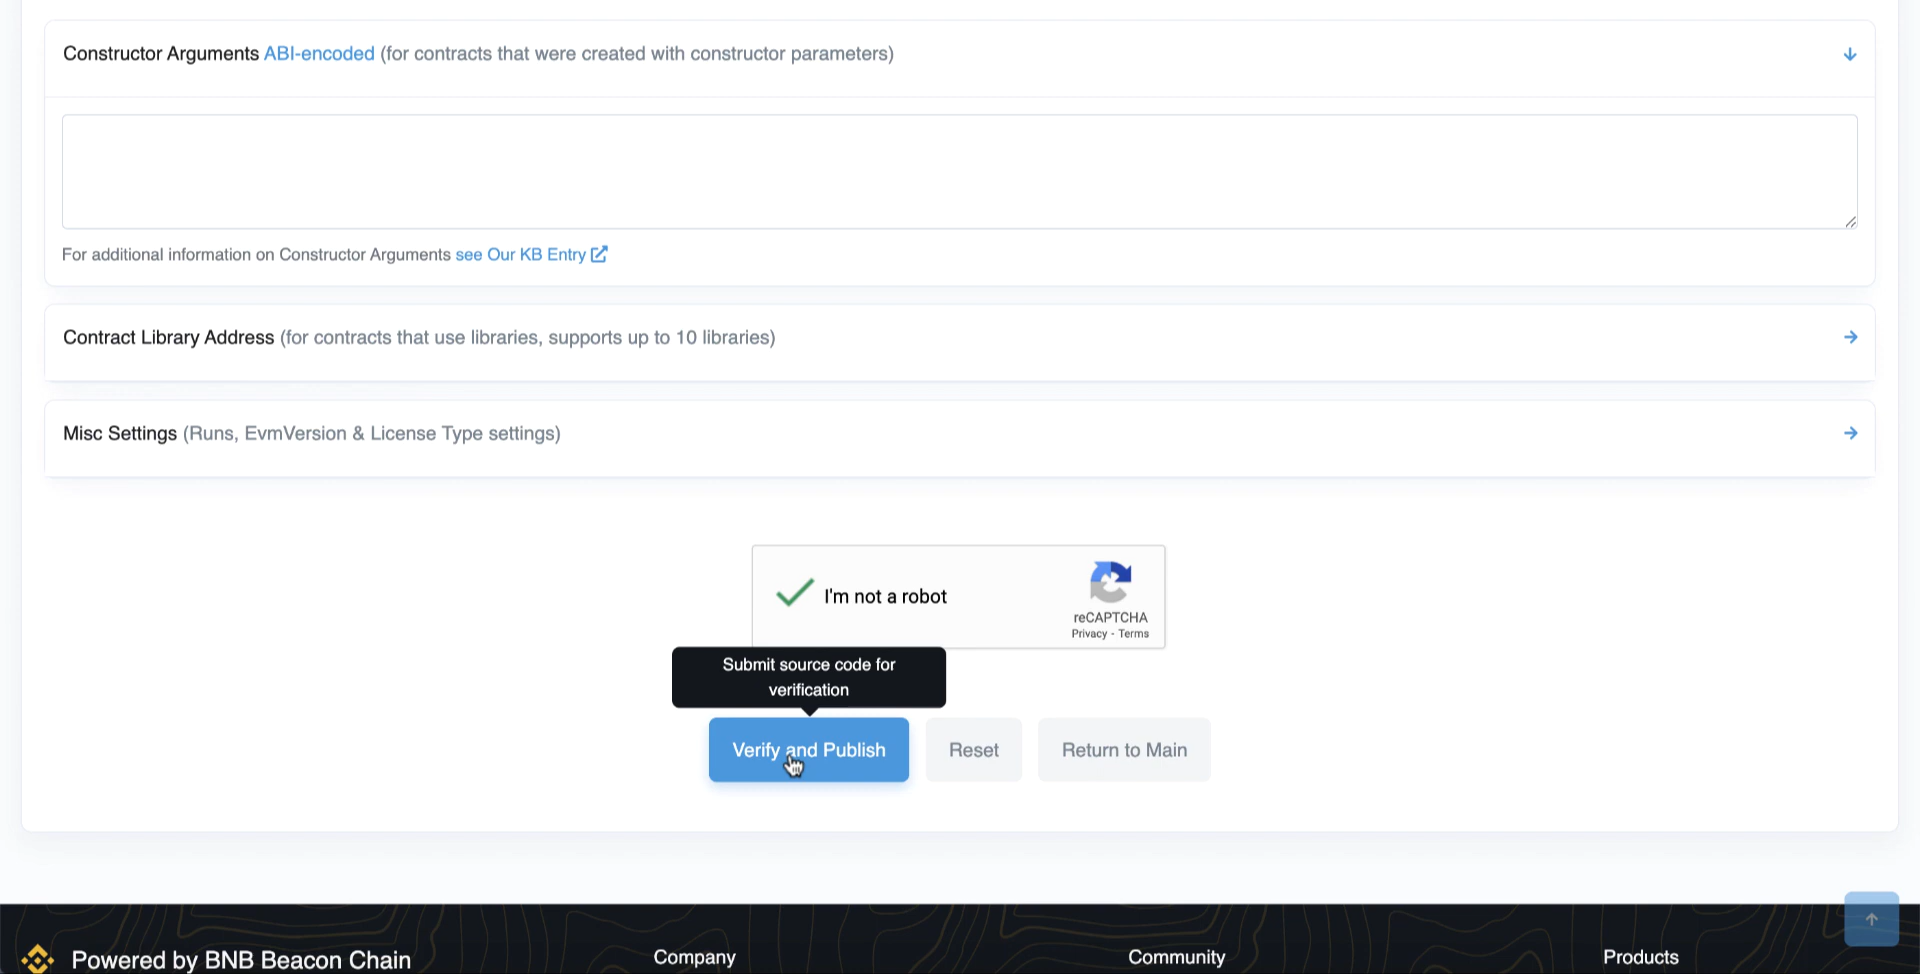 Constructor Arguments ABI-encoded (for contracts that were created with constructor parameters)
For additional information on Constructor Arguments see Our KB Entry
Contract Library Address (for contracts that use libraries, supports up to 10 libraries)
Misc Settings (Runs, EvmVersion & License Type settings)
I'm not a robot
reCAPTCHA
Privacy - Terms
Submit source code for
verification
Verify and Publish Reset Return to Main
Powered by BNB Beacon Chain Company Community Products